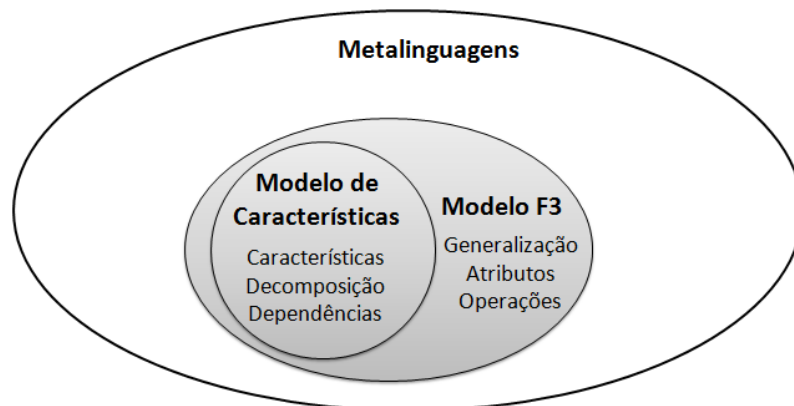 Metalinguagens
Modelo de
Características
Características
Decomposição
Dependências
Modelo F3
Generalização
Atributos
Operações